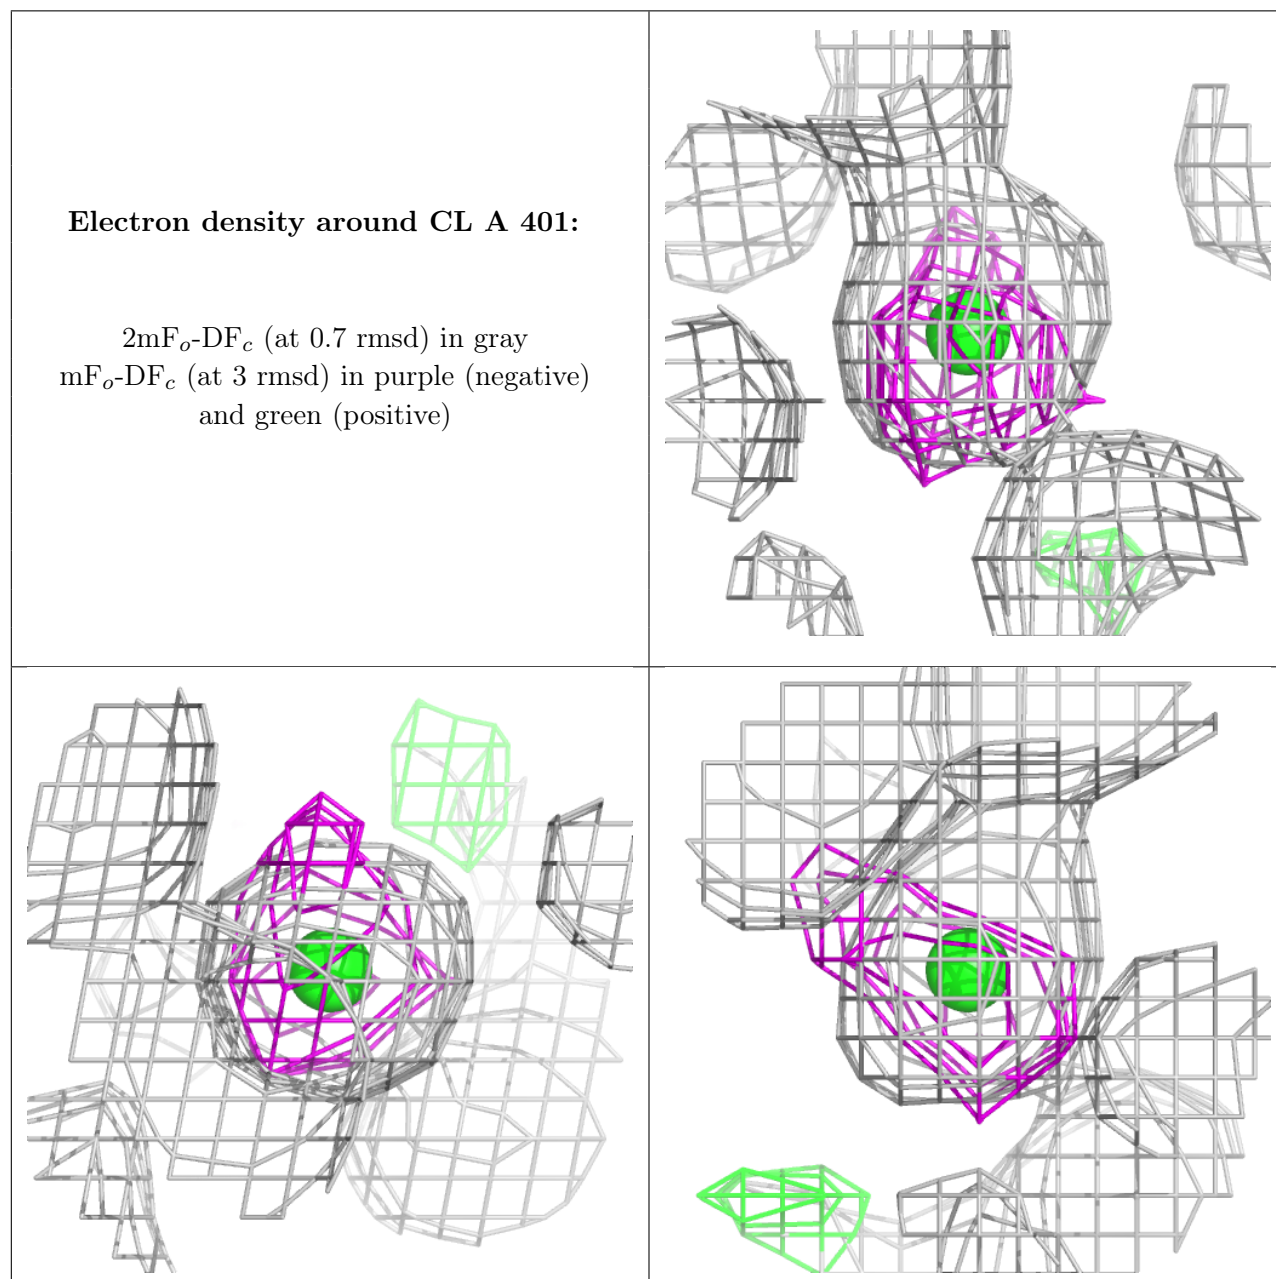 Electron density around CL A 401:
2mFo-DFc (at 0.7 rmsd) in gray
mFo-DFc (at 3 rmsd) in purple (negative)
and green (positive)